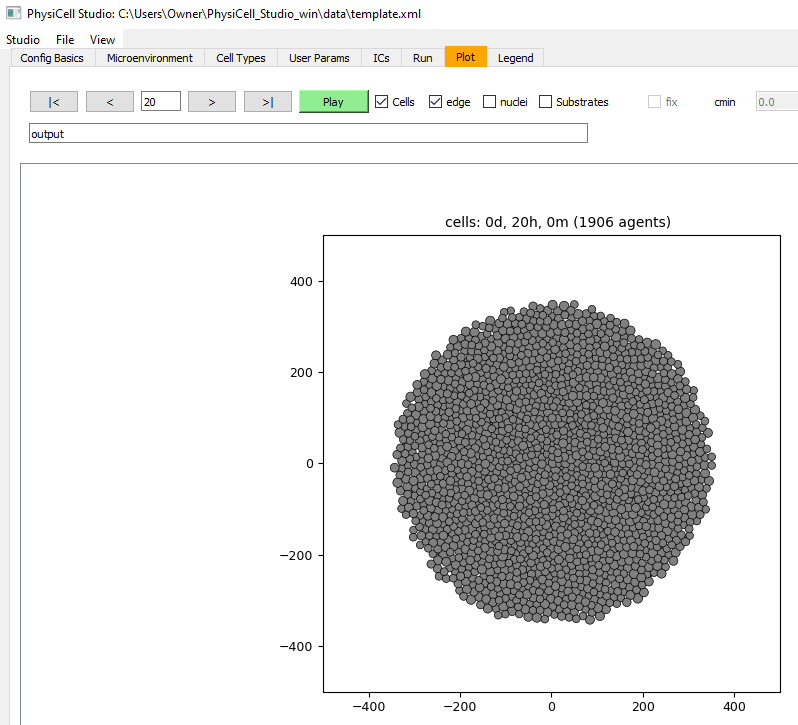 PhysiCell Studio: C:\Users\Owner\PhysiCell_Studio_win\data\template.xml
Studio File View
Config Basics Microenvironment Cell Types User Params ICs Run Plot Legend
|< < 20 > >| Play Cells edge nuclei Substrates fix cmin 0.0
output
cells: 0d, 20h, 0m (1906 agents)
400
200
0
−200
−400
−400 −200 0 200 400